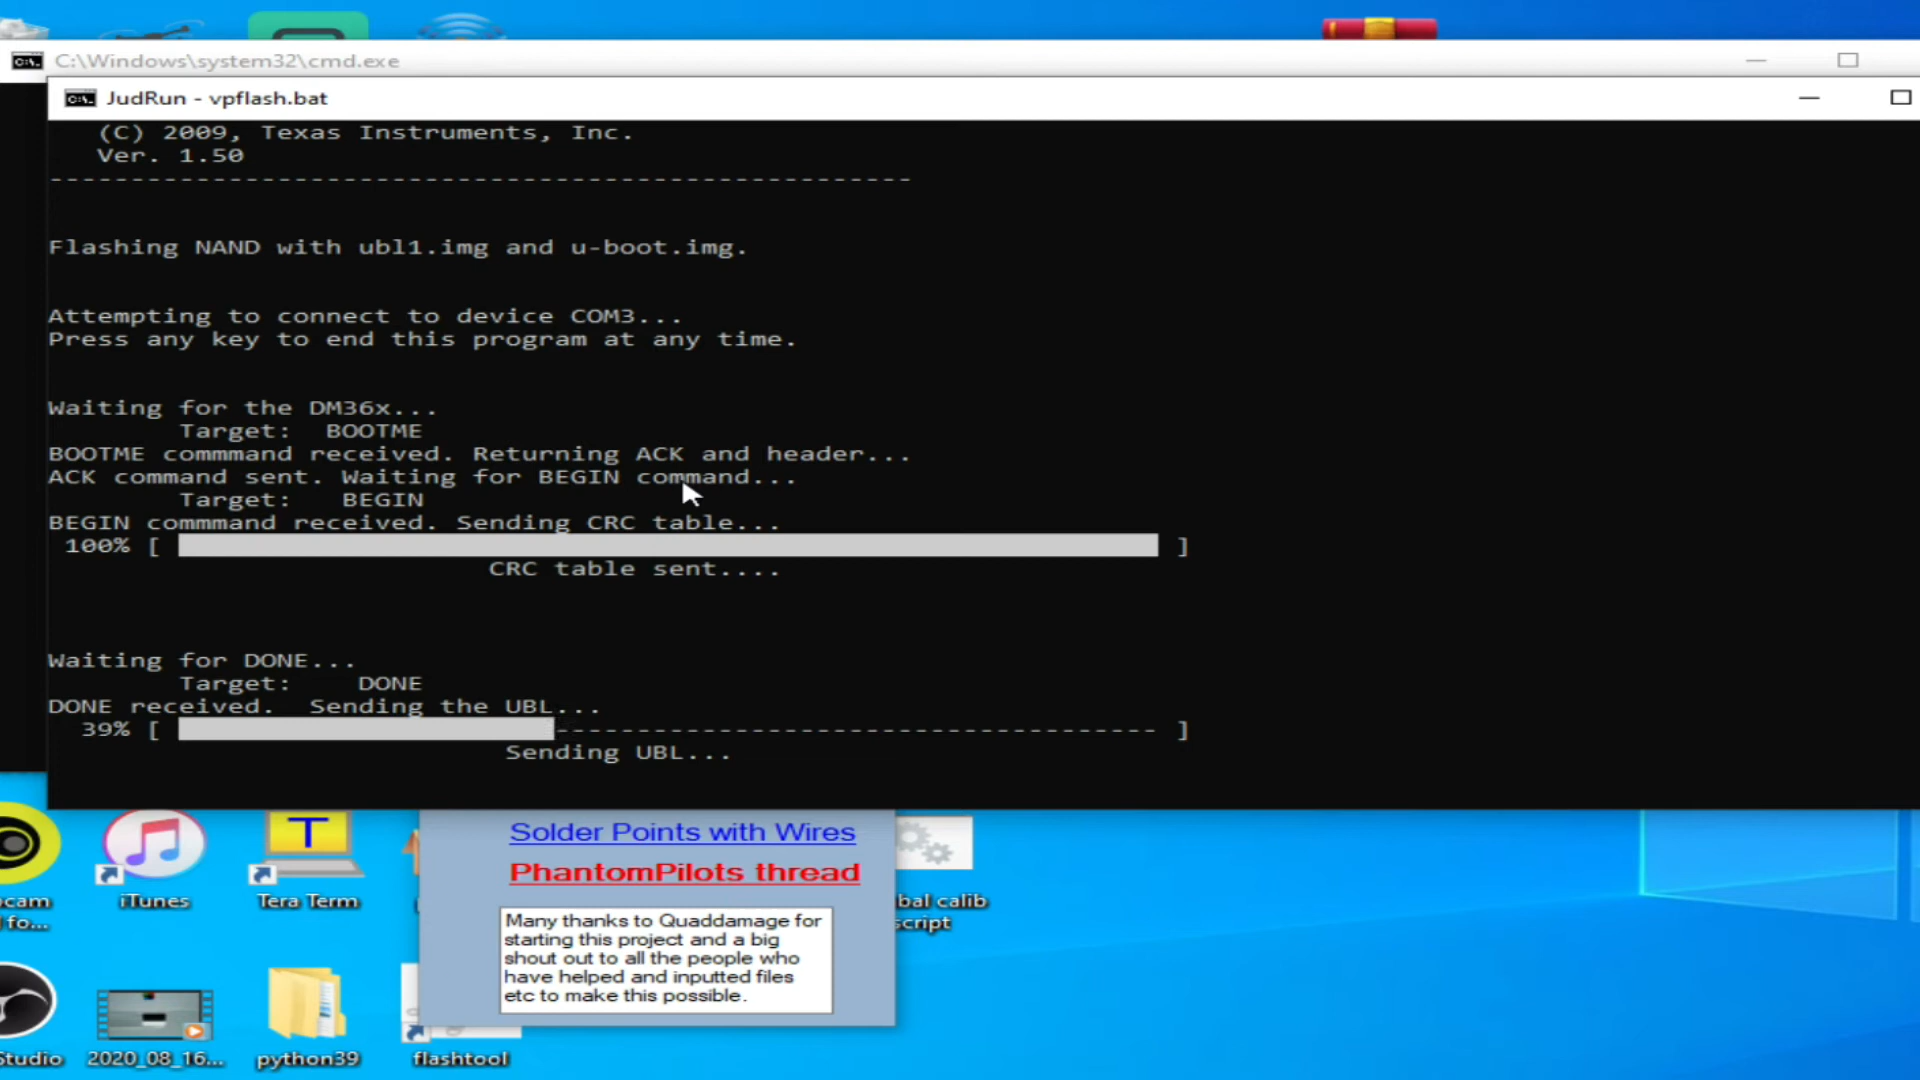 C:\Windows\system32\cmd.exe
JudRun - vpflash.bat
(C) 2009, Texas Instruments, Inc.
Ver. 1.50
-----------------------------------------------------
Flashing NAND with ubl1.img and u-boot.img.
Attempting to connect to device COM3...
Press any key to end this program at any time.
Waiting for the DM36x...
Target: BOOTME
BOOTME commmand received. Returning ACK and header...
ACK command sent. Waiting for BEGIN command...
Target: BEGIN
BEGIN commmand received. Sending CRC table...
100% [ ]
CRC table sent....
Waiting for DONE...
Target: DONE
DONE received. Sending the UBL...
39% [ ------------------------------------- ]
Sending UBL...
Solder Points with Wires
PhantomPilots thread
Many thanks to Quaddamage for
starting this project and a big
shout out to all the people who
have helped and inputted files
etc to make this possible.
cam
fo...
iTunes
T
Tera Term
bal calib
script
Studio
2020_08_16...
python39
flashtool